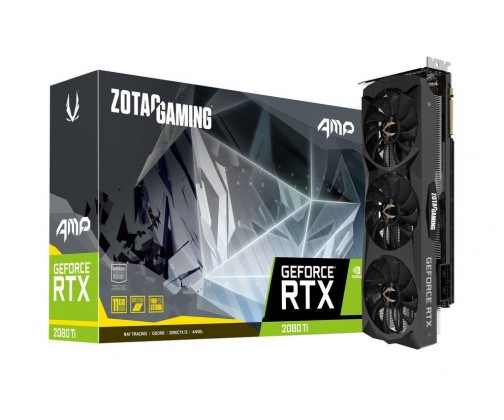 ZOTAC GAMING
AMP
AMP
GEFORCE
RTX
2080 Ti
GEFORCE
RTX
2080 Ti
11GB
RAY TRACING / GDDR6 / DIRECTX 12 / ANSEL
ZOTAC GAMING
GEFORCE RTX